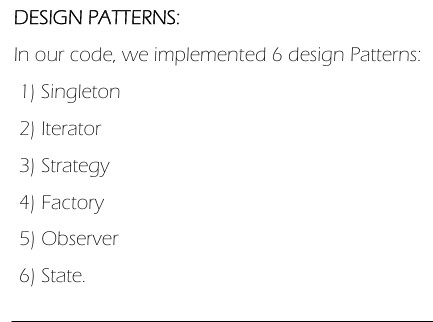 DESIGN PATTERNS:
In our code, we implemented 6 design Patterns:
1) Singleton
2) Iterator
3) Strategy
4) Factory
5) Observer
6) State.